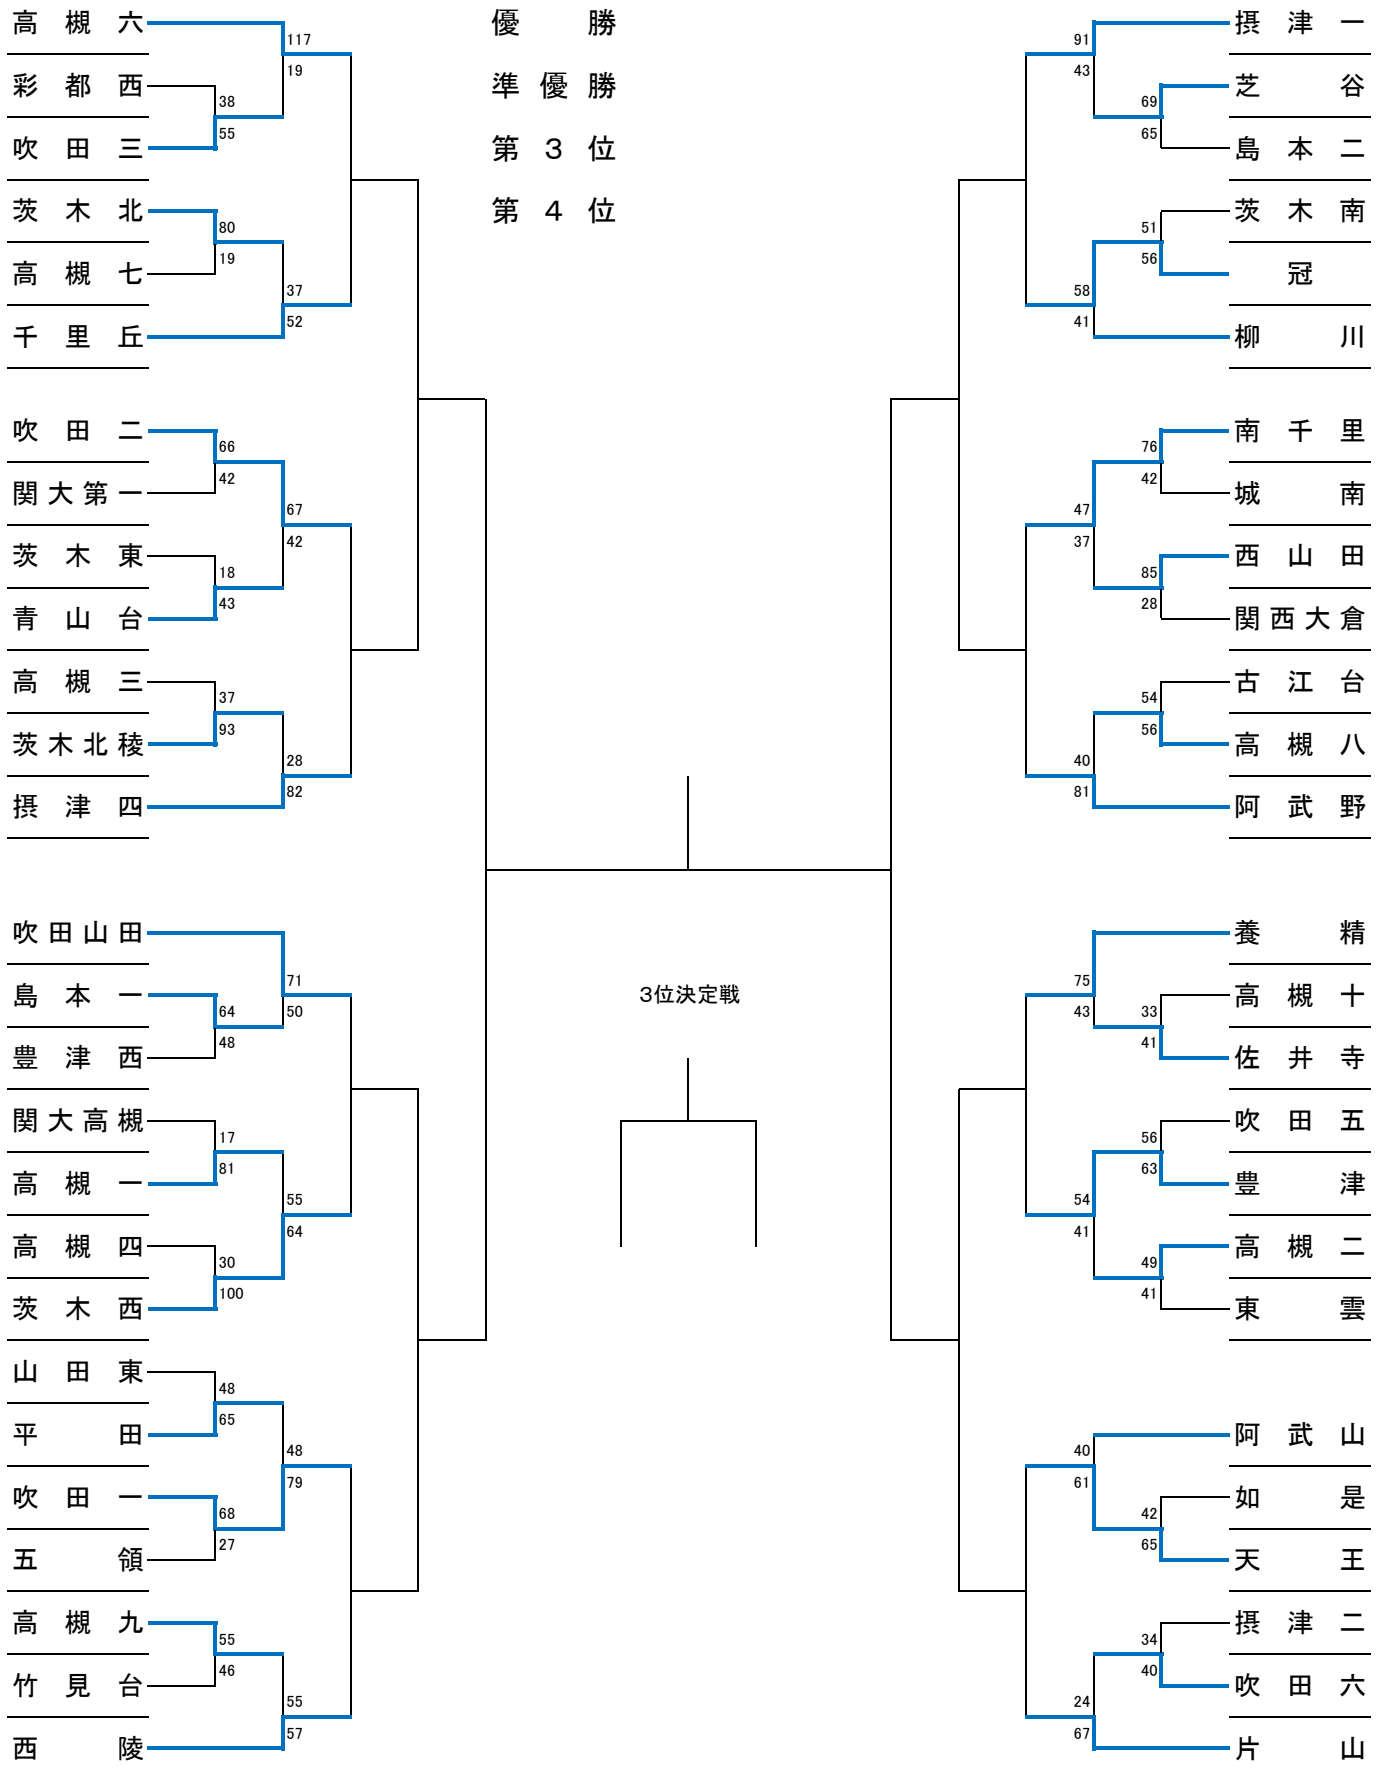 高槻六
117
19
彩都西
38
55
吹田三
茨木北
80
19
高槻七
37
52
千里丘
吹田二
66
42
関大第一
67
42
茨木東
18
43
青山台
高槻三
37
93
茨木北稜
28
82
摂津四
吹田山田
71
50
島本一
64
48
豊津西
関大高槻
17
81
高槻一
55
64
高槻四
30
100
茨木西
山田東
48
65
平田
48
79
吹田一
68
27
五領
高槻九
55
46
竹見台
55
57
西陵
優勝
準優勝
第3位
第4位
3位決定戦
摂津一
91
43
芝谷
69
65
島本二
茨木南
51
56
冠
58
41
柳川
南千里
76
42
城南
47
37
西山田
85
28
関西大倉
古江台
54
56
高槻八
40
81
阿武野
養精
75
43
高槻十
33
41
佐井寺
吹田五
56
63
豊津
54
41
高槻二
49
41
東雲
阿武山
40
61
如是
42
65
天王
摂津二
34
40
吹田六
24
67
片山